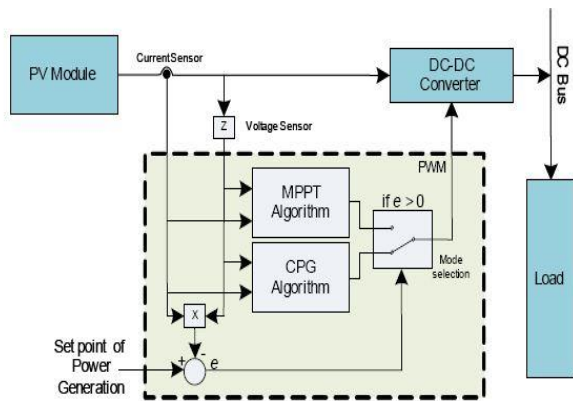 PV Module
CurrentSensor
DC-DC
Converter
DC Bus
Z
Voltage Sensor
PWM
MPPT
Algorithm
if e > 0
CPG
Algorithm
Mode
selection
Load
X
Set point of
Power
Generation
+
-
e